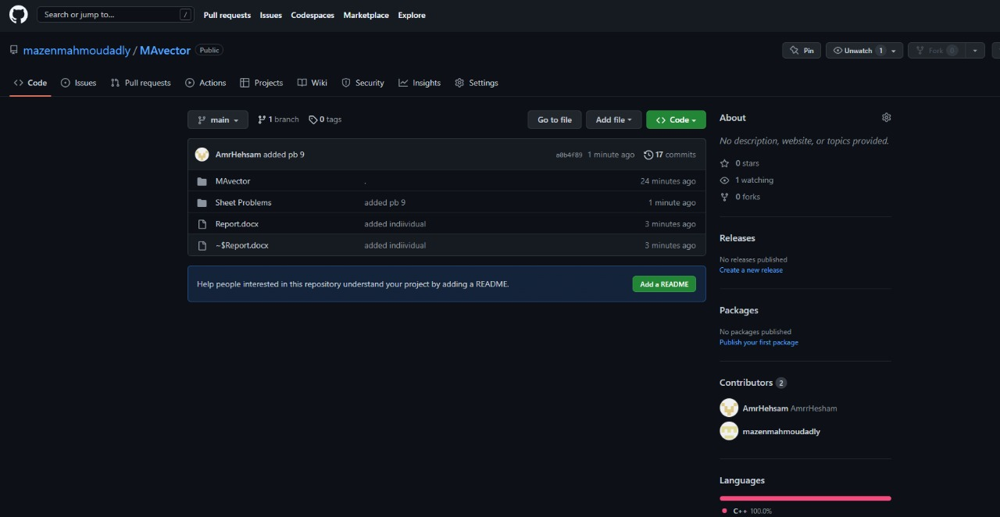 Search or jump to... /
Pull requests Issues Codespaces Marketplace Explore
mazenmahmoudadly / MAvector Public
Pin Unwatch 1 Fork 0
Code Issues Pull requests Actions Projects Wiki Security Insights Settings
main 1 branch 0 tags Go to file Add file <> Code
AmrHehsam added pb 9 a0b4f89 1 minute ago 17 commits
MAvector . 24 minutes ago
Sheet Problems added pb 9 1 minute ago
Report.docx added indiividual 3 minutes ago
~$Report.docx added indiividual 3 minutes ago
Help people interested in this repository understand your project by adding a README. Add a README
About
No description, website, or topics provided.
0 stars
1 watching
0 forks
Releases
No releases published
Create a new release
Packages
No packages published
Publish your first package
Contributors 2
AmrHehsam AmrrHesham
mazenmahmoudadly
Languages
C++ 100.0%